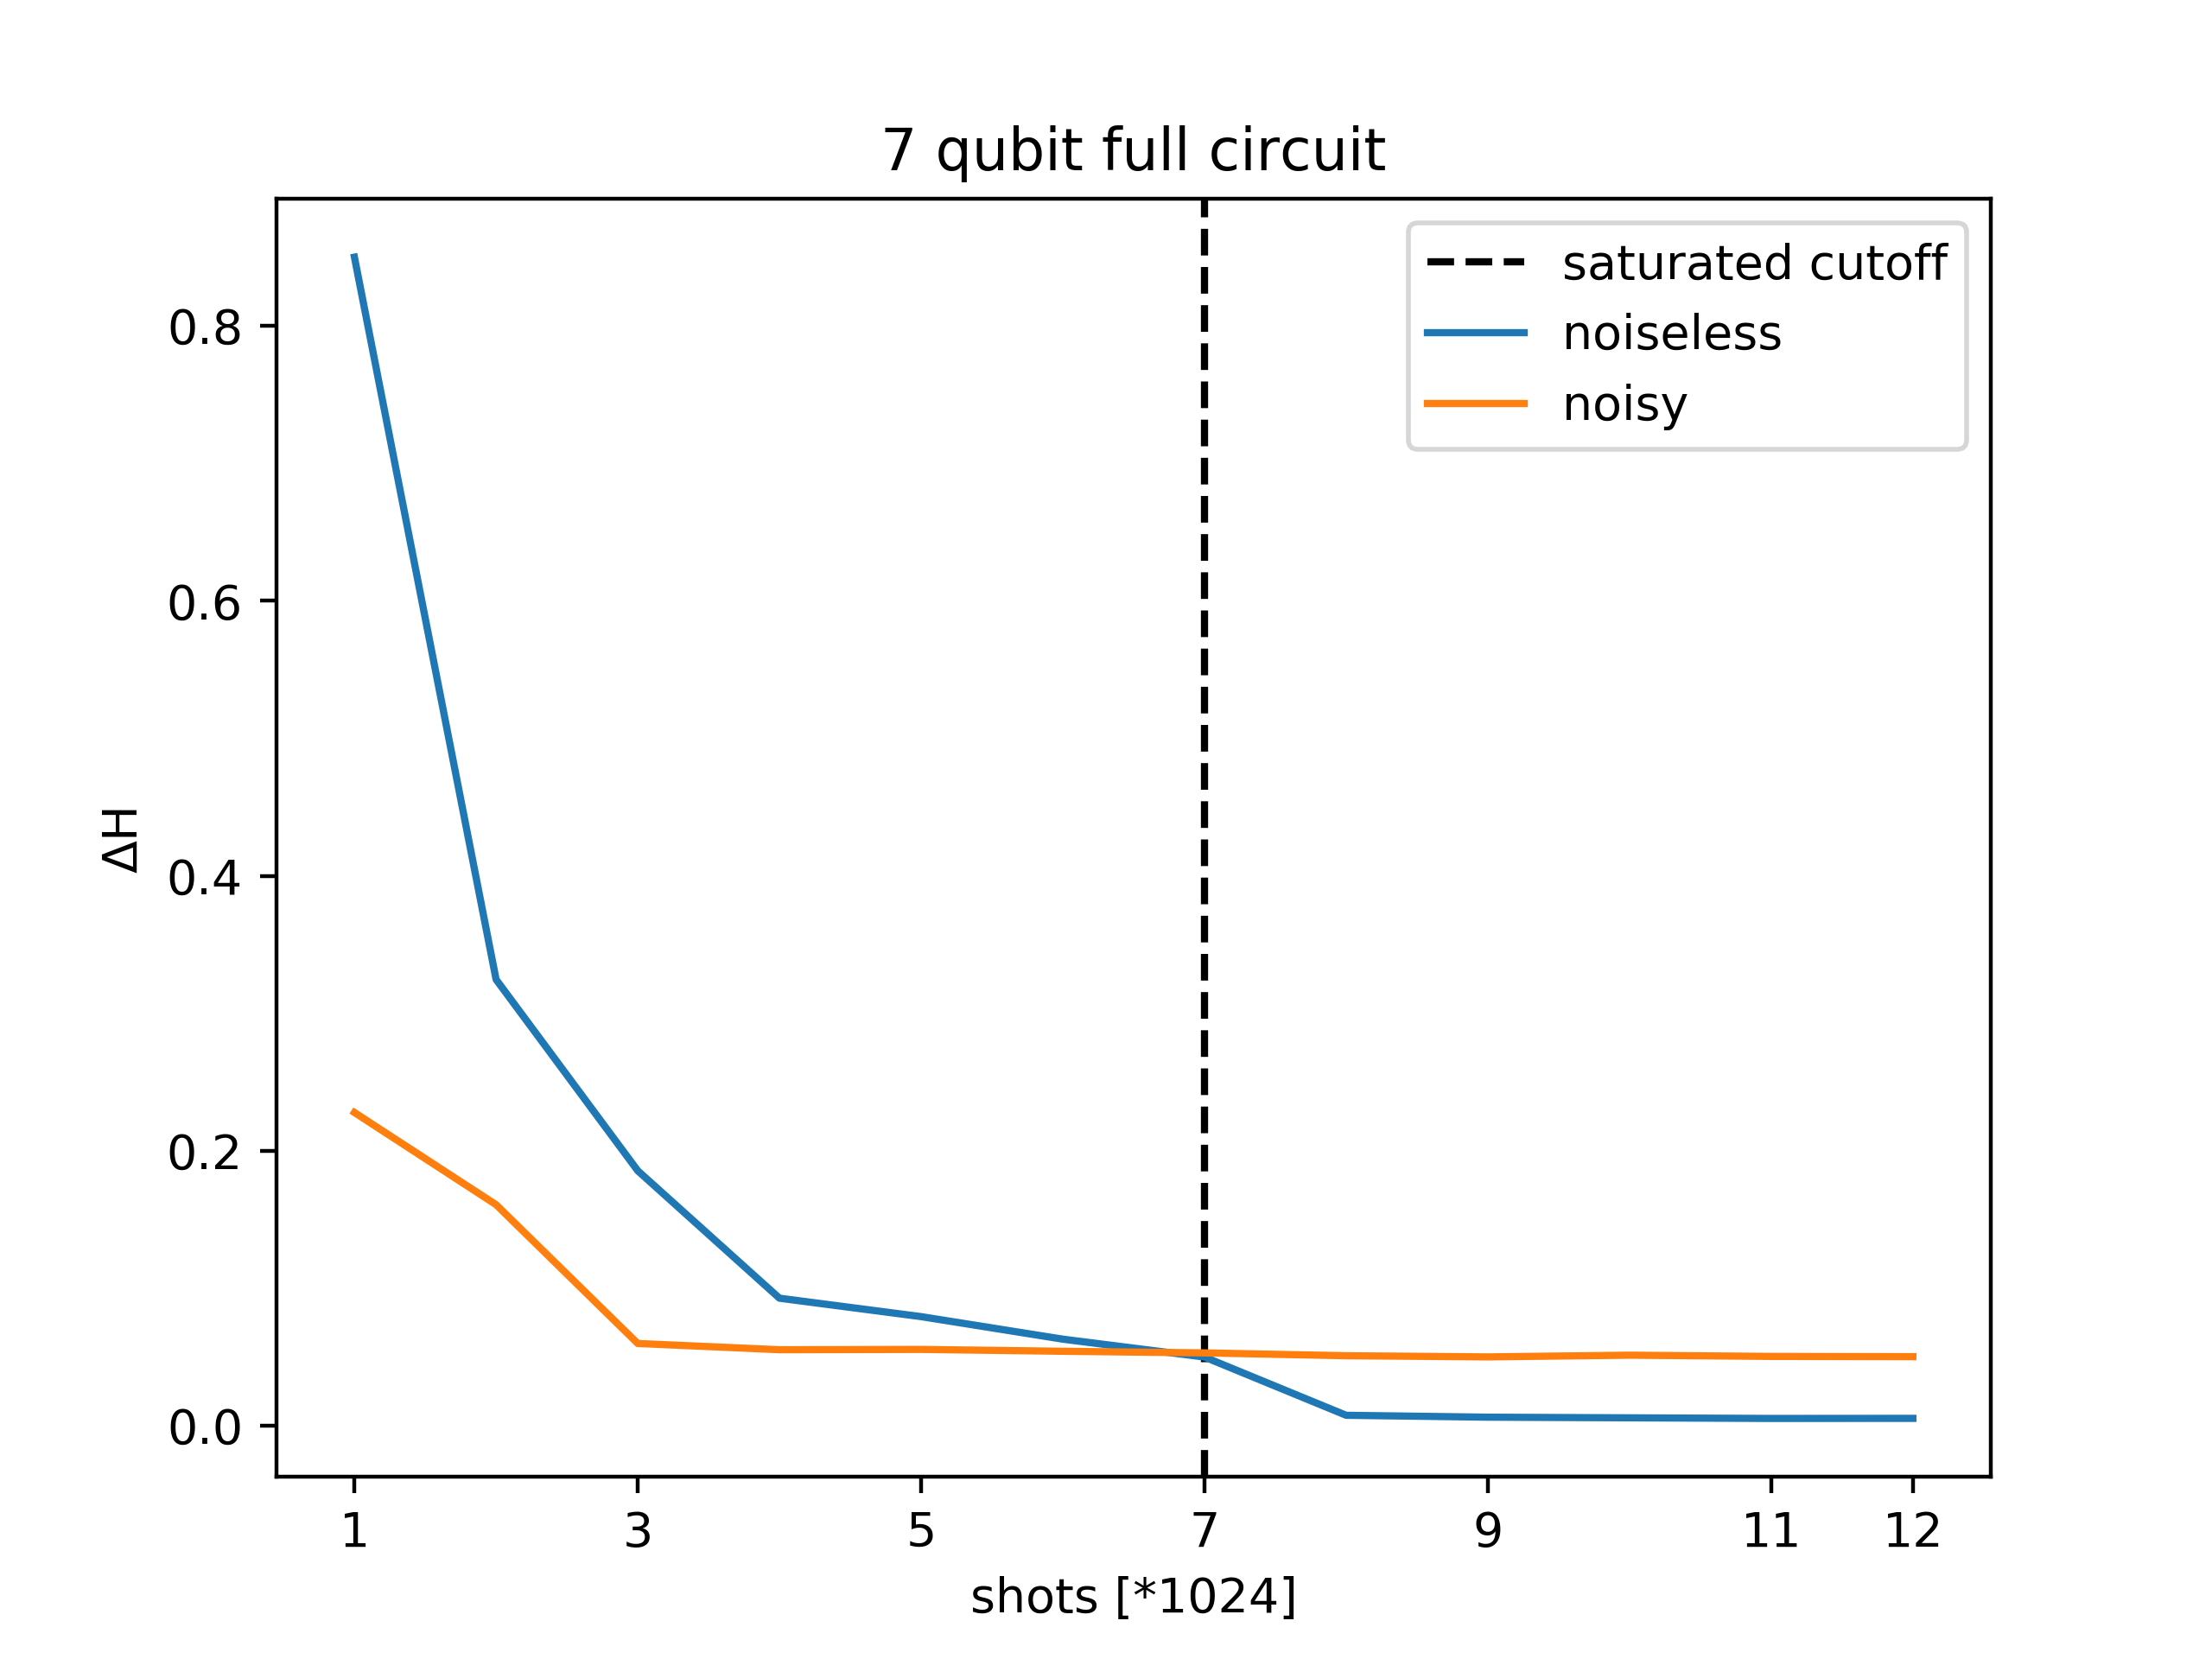 7 qubit full circuit
saturated cutoff
noiseless
noisy
0.8
0.6
0.4
0.2
0.0
ΔH
1 3 5 7 9 11 12
shots [*1024]